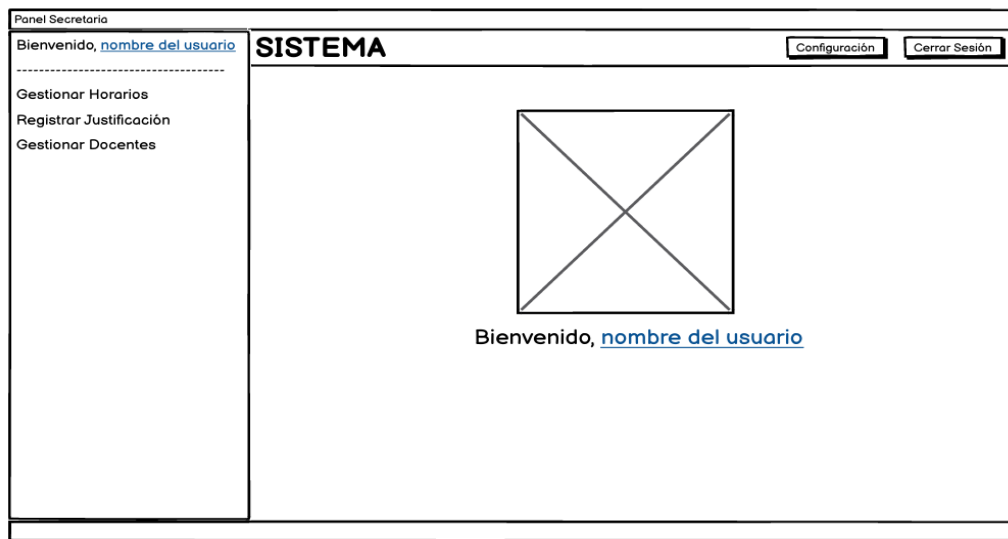 Panel Secretaria
Bienvenido, nombre del usuario
SISTEMA
Configuración
Cerrar Sesión
------------------------------------
Gestionar Horarios
Registrar Justificación
Gestionar Docentes
Bienvenido, nombre del usuario